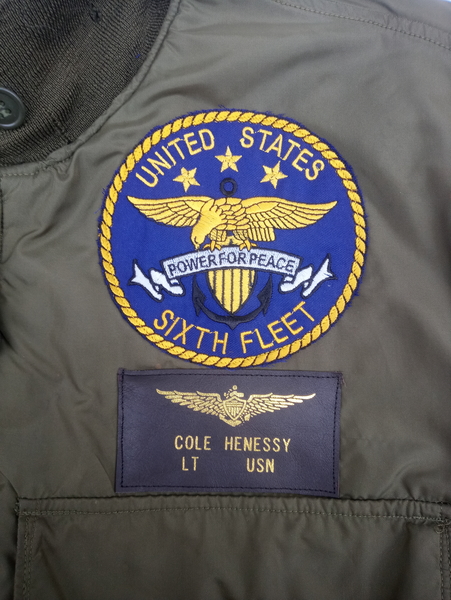 UNITED STATES
POWER FOR PEACE
SIXTH FLEET
COLE HENESSY
LT USN